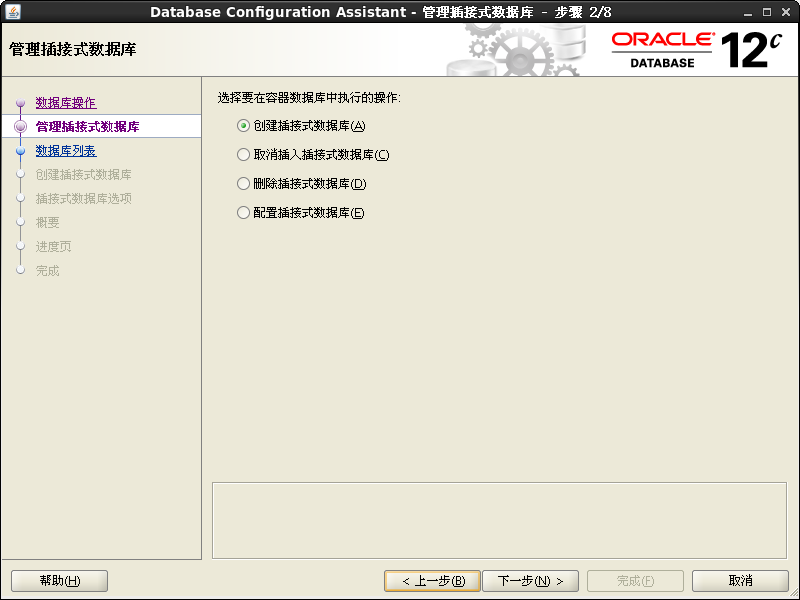 Database Configuration Assistant - 管理插接式数据库 - 步骤 2/8
管理插接式数据库
ORACLE
DATABASE
12c
数据库操作
管理插接式数据库
数据库列表
创建插接式数据库
插接式数据库选项
概要
进度页
完成
选择要在容器数据库中执行的操作:
创建插接式数据库(A)
取消插入插接式数据库(C)
删除插接式数据库(D)
配置插接式数据库(E)
帮助(H)
< 上一步(B)
下一步(N) >
完成(F)
取消